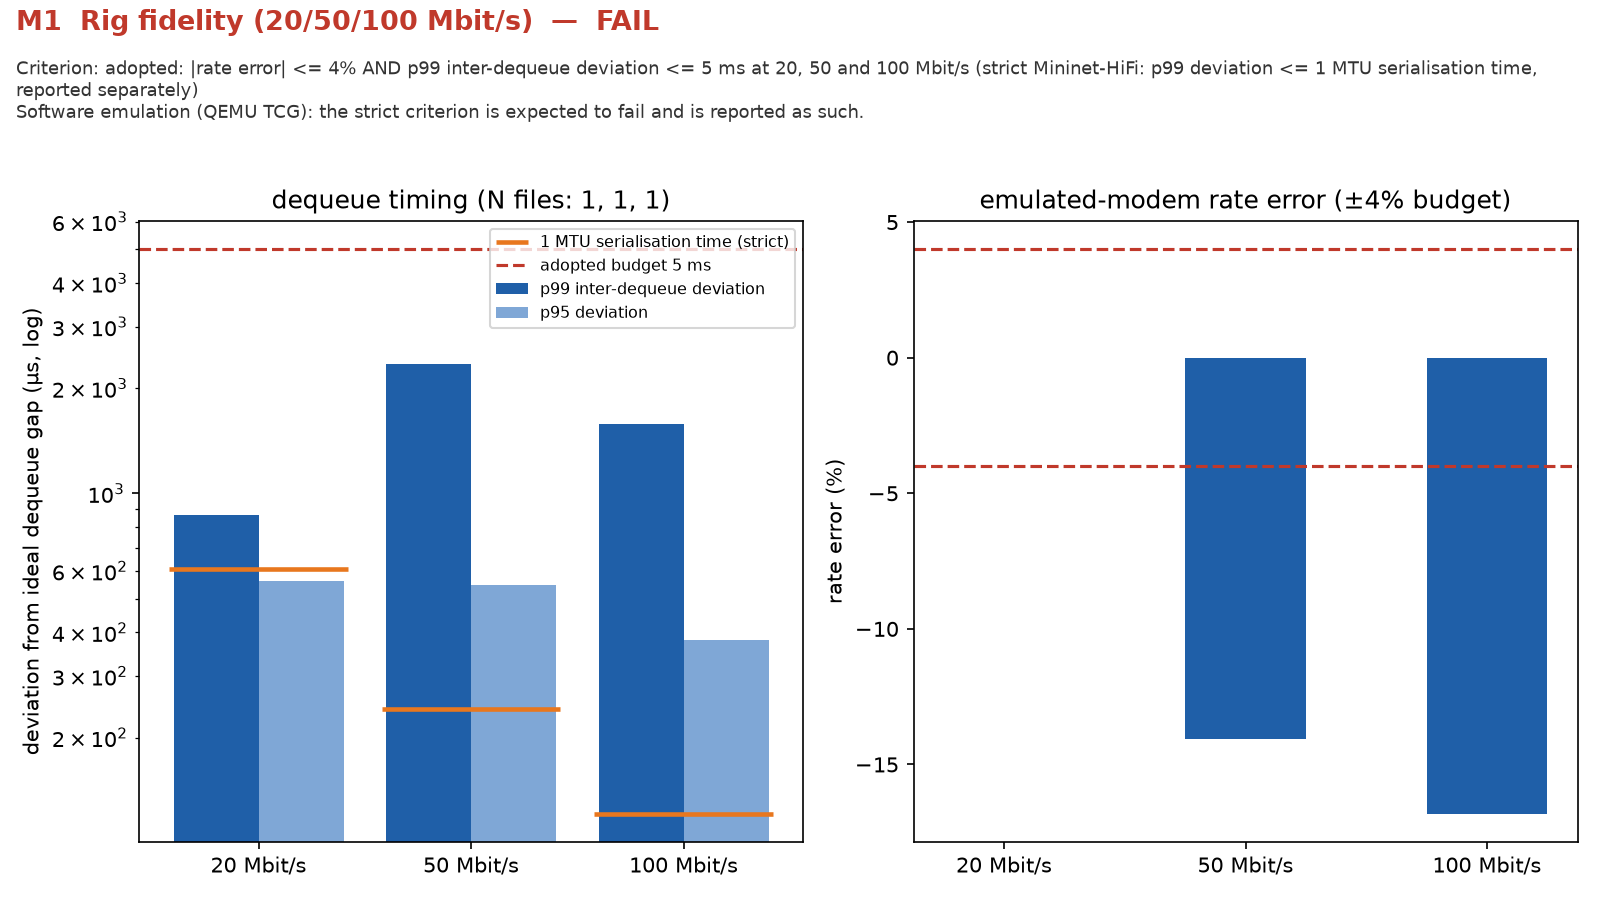 M1 Rig fidelity (20/50/100 Mbit/s) — FAIL
Criterion: adopted: |rate error| <= 4% AND p99 inter-dequeue deviation <= 5 ms at 20, 50 and 100 Mbit/s (strict Mininet-HiFi: p99 deviation <= 1 MTU serialisation time,
reported separately)
Software emulation (QEMU TCG): the strict criterion is expected to fail and is reported as such.
dequeue timing (N files: 1, 1, 1)
deviation from ideal dequeue gap (µs, log)
6 × 10³
4 × 10³
3 × 10³
2 × 10³
10³
6 × 10²
4 × 10²
3 × 10²
2 × 10²
1 MTU serialisation time (strict)
adopted budget 5 ms
p99 inter-dequeue deviation
p95 deviation
20 Mbit/s
50 Mbit/s
100 Mbit/s
emulated-modem rate error (±4% budget)
rate error (%)
5
0
−5
−10
−15
20 Mbit/s
50 Mbit/s
100 Mbit/s